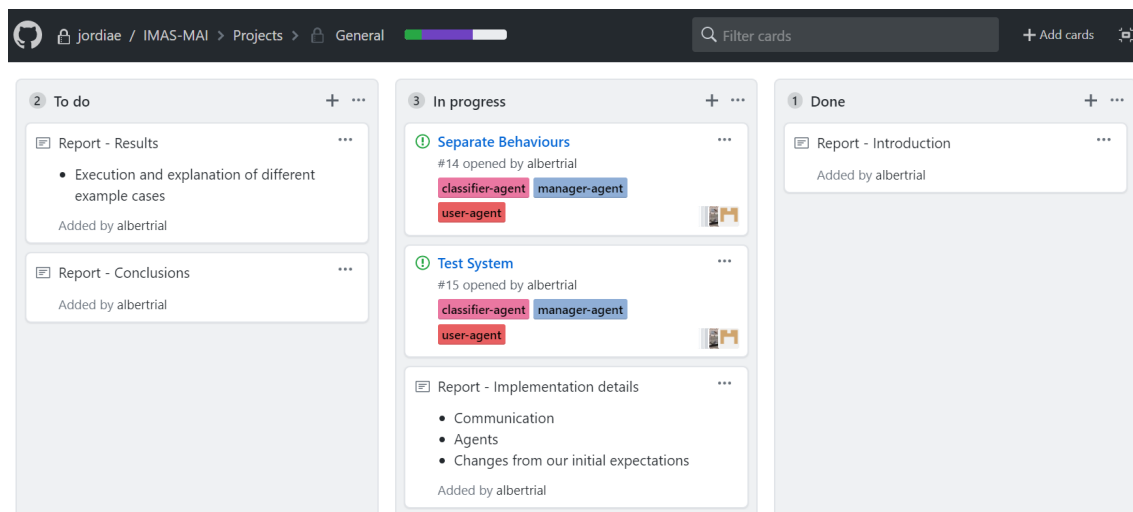 jordiae / IMAS-MAI > Projects > General
Filter cards
+ Add cards
2 To do
Report - Results
• Execution and explanation of different
example cases
Added by albertrial
Report - Conclusions
Added by albertrial
3 In progress
Separate Behaviours
#14 opened by albertrial
classifier-agent manager-agent
user-agent
Test System
#15 opened by albertrial
classifier-agent manager-agent
user-agent
Report - Implementation details
• Communication
• Agents
• Changes from our initial expectations
Added by albertrial
1 Done
Report - Introduction
Added by albertrial